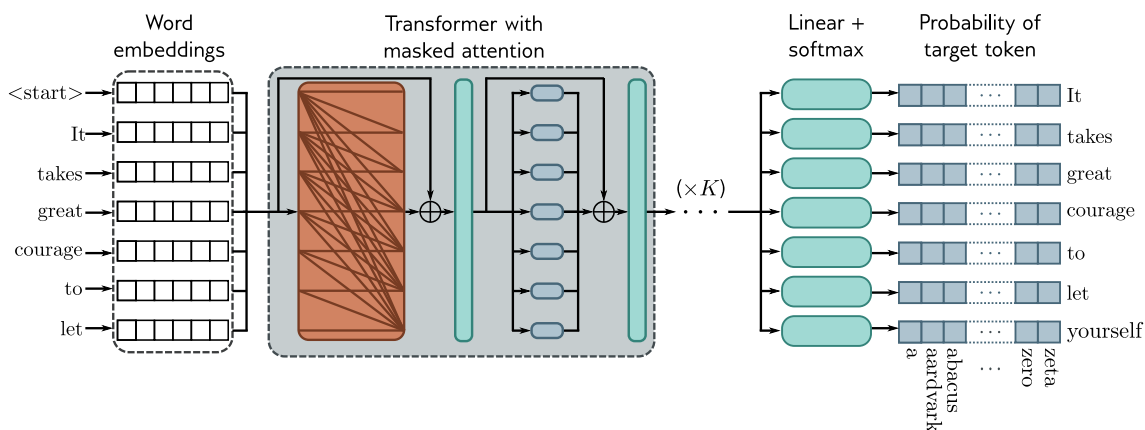 Word
embeddings
Transformer with
masked attention
Linear +
softmax
Probability of
target token
<start>
It
takes
great
courage
to
let
(×K)
· · ·
It
takes
great
courage
to
let
yourself
a
aardvark
abacus
...
zero
zeta